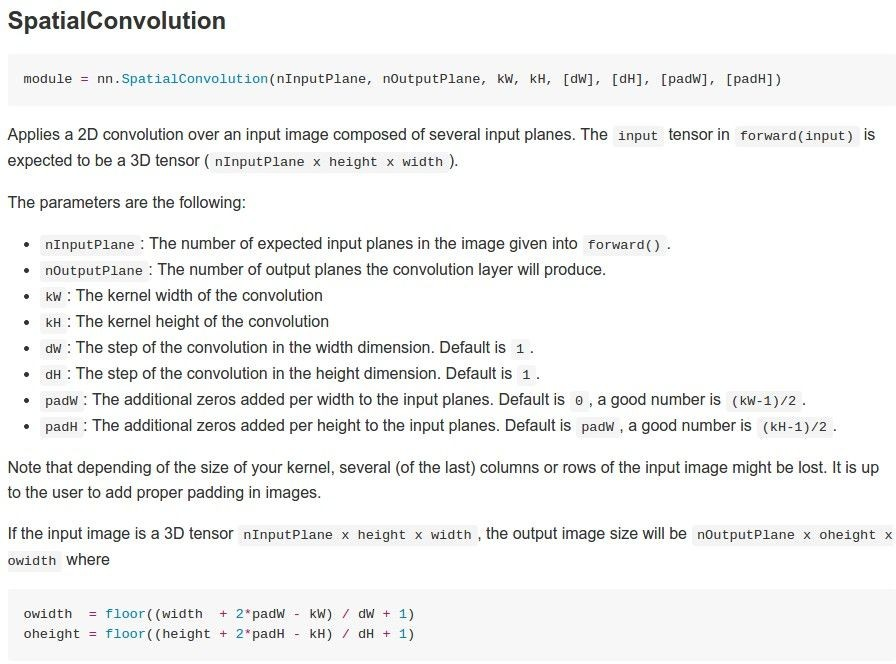 SpatialConvolution
module = nn.SpatialConvolution(nInputPlane, nOutputPlane, kW, kH, [dW], [dH], [padW], [padH])
Applies a 2D convolution over an input image composed of several input planes. The input tensor in forward(input) is
expected to be a 3D tensor ( nInputPlane x height x width ).
The parameters are the following:
• nInputPlane : The number of expected input planes in the image given into forward() .
• nOutputPlane : The number of output planes the convolution layer will produce.
• kW : The kernel width of the convolution
• kH : The kernel height of the convolution
• dW : The step of the convolution in the width dimension. Default is 1 .
• dH : The step of the convolution in the height dimension. Default is 1 .
• padW : The additional zeros added per width to the input planes. Default is 0 , a good number is (kW-1)/2 .
• padH : The additional zeros added per height to the input planes. Default is padW , a good number is (kH-1)/2 .
Note that depending of the size of your kernel, several (of the last) columns or rows of the input image might be lost. It is up
to the user to add proper padding in images.
If the input image is a 3D tensor nInputPlane x height x width , the output image size will be nOutputPlane x oheight x
owidth where
owidth  = floor((width  + 2*padW - kW) / dW + 1)
oheight = floor((height + 2*padH - kH) / dH + 1)